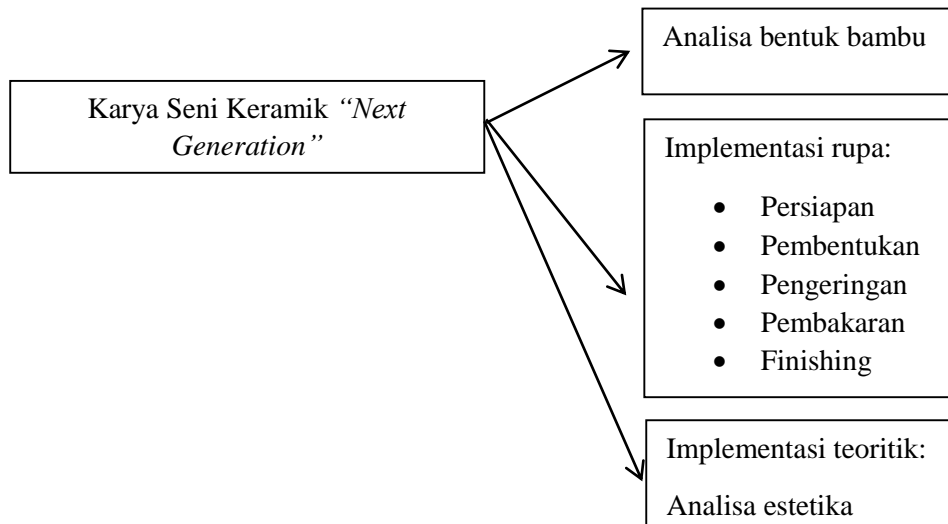 Karya Seni Keramik “Next
Generation”
Analisa bentuk bambu
Implementasi rupa:
• Persiapan
• Pembentukan
• Pengeringan
• Pembakaran
• Finishing
Implementasi teoritik:
Analisa estetika